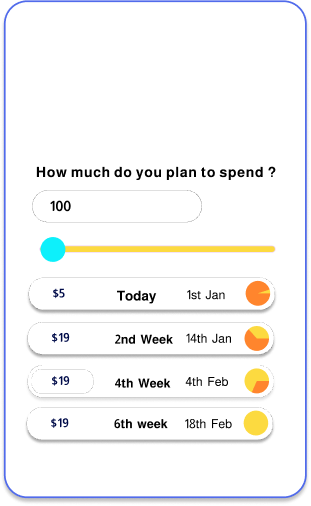 How much do you plan to spend ?
100
$5 Today 1st Jan
$19 2nd Week 14th Jan
$19 4th Week 4th Feb
$19 6th week 18th Feb